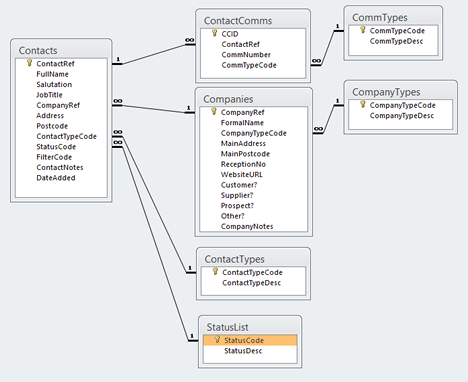 Contacts
ContactRef
FullName
Salutation
JobTitle
CompanyRef
Address
Postcode
ContactTypeCode
StatusCode
FilterCode
ContactNotes
DateAdded
1
∞
∞
∞
ContactComms
CCID
ContactRef
CommNumber
CommTypeCode
∞
∞
CommTypes
CommTypeCode
CommTypeDesc
1
Companies
CompanyRef
FormalName
CompanyTypeCode
MainAddress
MainPostcode
ReceptionNo
WebsiteURL
Customer?
Supplier?
Prospect?
Other?
CompanyNotes
1
∞
CompanyTypes
CompanyTypeCode
CompanyTypeDesc
1
ContactTypes
ContactTypeCode
ContactTypeDesc
1
StatusList
StatusCode
StatusDesc
1